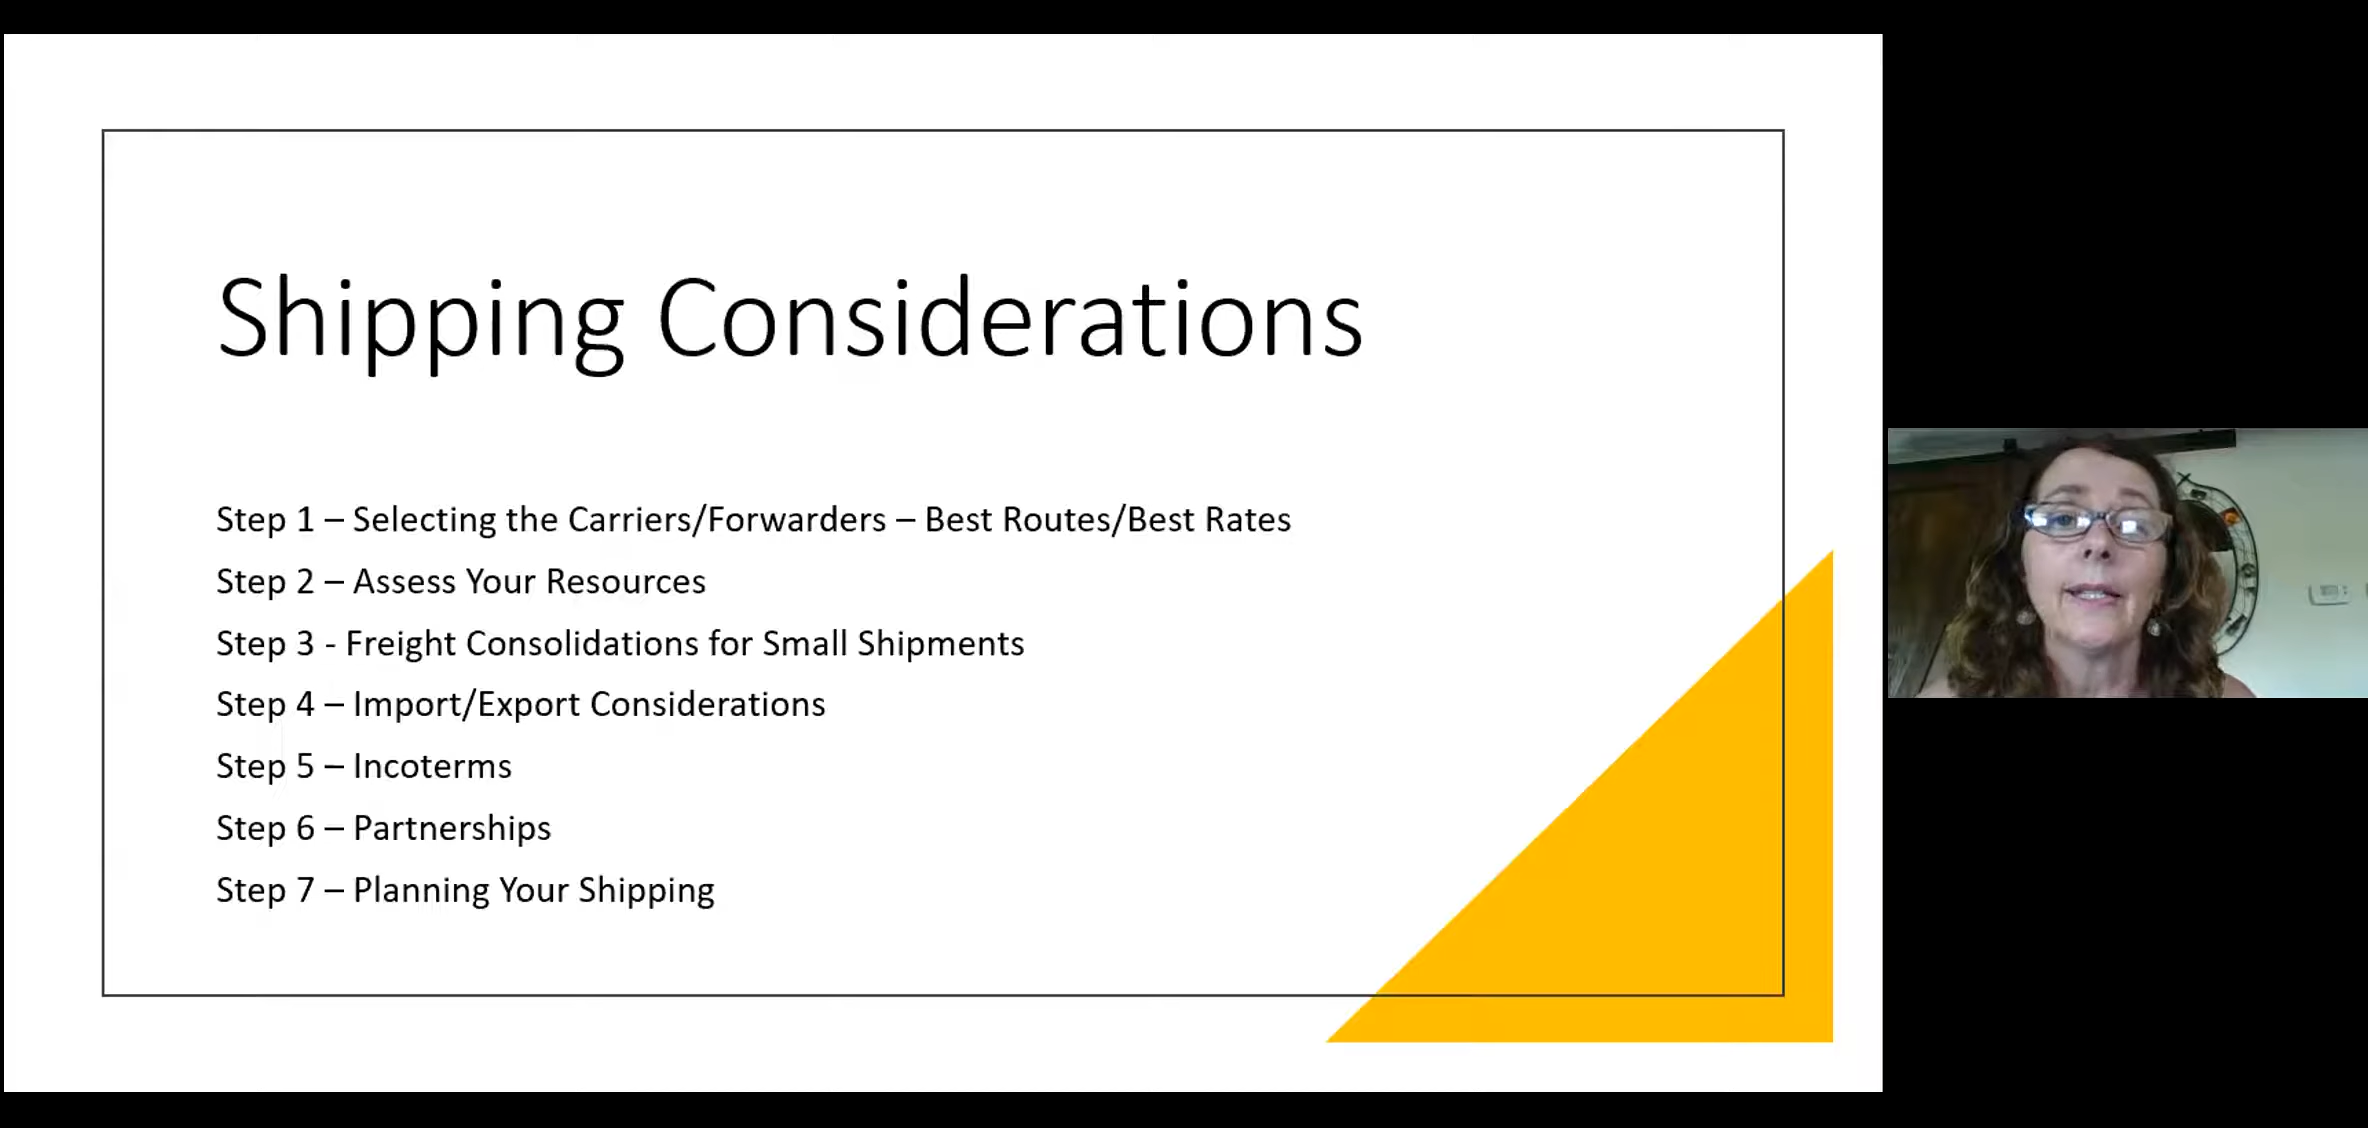 Shipping Considerations
Step 1 – Selecting the Carriers/Forwarders – Best Routes/Best Rates
Step 2 – Assess Your Resources
Step 3 - Freight Consolidations for Small Shipments
Step 4 – Import/Export Considerations
Step 5 – Incoterms
Step 6 – Partnerships
Step 7 – Planning Your Shipping